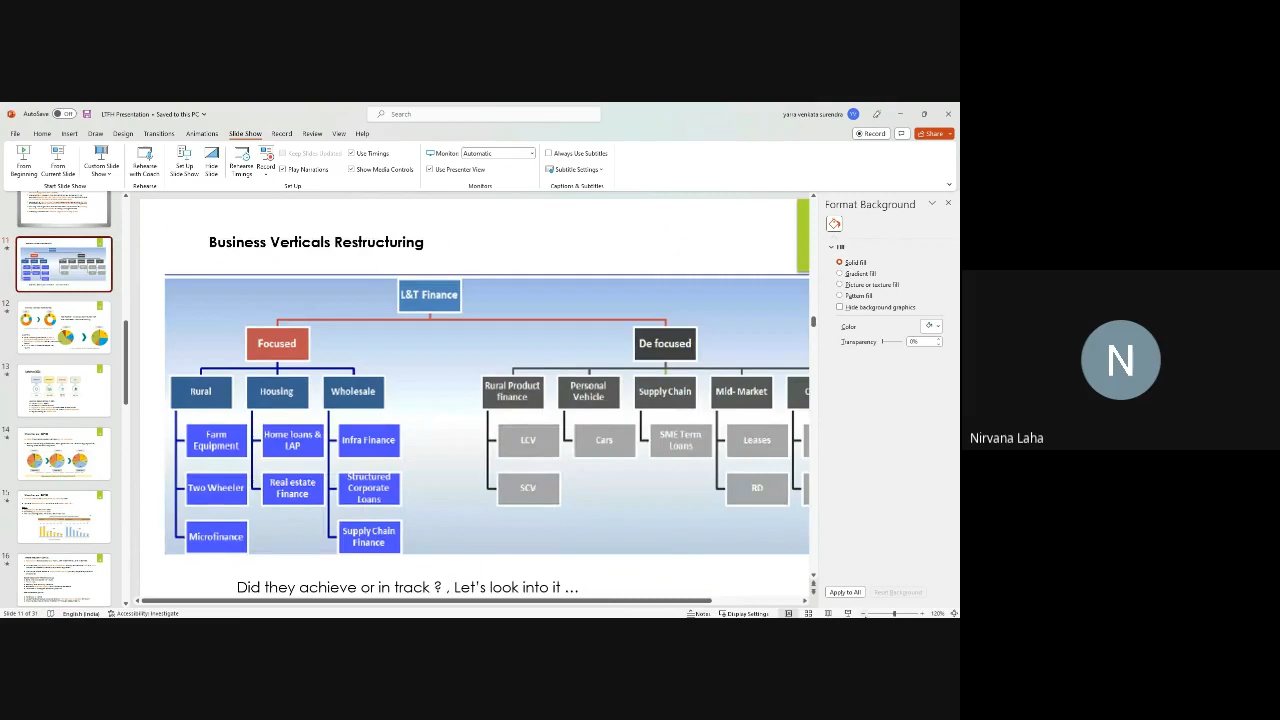 AutoSave Off LTFH Presentation • Saved to this PC Search yarra venkata surendra
File Home Insert Draw Design Transitions Animations Slide Show Record Review View Help Record Share
From Beginning From Current Slide Custom Slide Show Rehearse with Coach Set Up Slide Show Hide Slide Rehearse Timings Record Keep Slides Updated Use Timings Monitor: Automatic Always Use Subtitles
Play Narrations Show Media Controls Use Presenter View Subtitle Settings
Start Slide Show Rehearse Set Up Monitors Captions & Subtitles
11
12
13
14
15
16
Business Verticals Restructuring
L&T Finance
Focused De focused
Rural Housing Wholesale Rural Product finance Personal Vehicle Supply Chain Mid- Market
Farm Equipment Home loans & LAP Infra Finance LCV Cars SME Term Loans Leases
Two Wheeler Real estate Finance Structured Corporate Loans SCV RD
Microfinance Supply Chain Finance
Did they achieve or in track ? , Let's look into it ...
Format Background
Fill
Solid fill
Gradient fill
Picture or texture fill
Pattern fill
Hide background graphics
Color
Transparency 0%
Apply to All Reset Background
Slide 11 of 31 English (India) Accessibility: Investigate Notes Display Settings 120%
N
Nirvana Laha